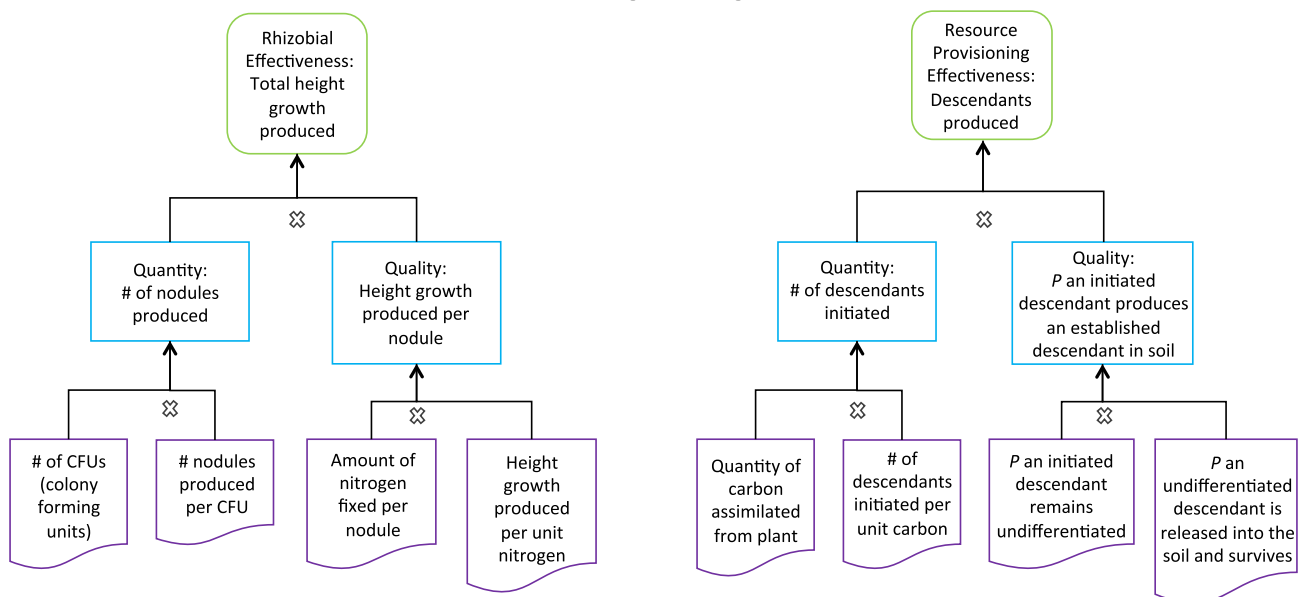 Rhizobial
Effectiveness:
Total height
growth
produced
Quantity:
# of nodules
produced
Quality:
Height growth
produced per
nodule
# of CFUs
(colony
forming
units)
# nodules
produced
per CFU
Amount of
nitrogen
fixed per
nodule
Height
growth
produced
per unit
nitrogen
Resource
Provisioning
Effectiveness:
Descendants
produced
Quantity:
# of descendants
initiated
Quality:
P an initiated
descendant produces
an established
descendant in soil
Quantity of
carbon
assimilated
from plant
# of
descendants
initiated per
unit carbon
P an initiated
descendant
remains
undifferentiated
P an
undifferentiated
descendant is
released into the
soil and survives